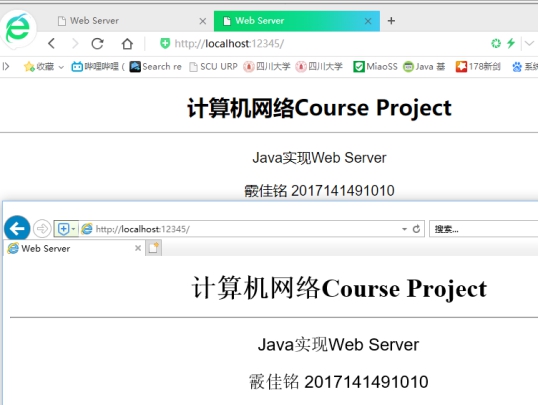 Web Server
Web Server
http://localhost:12345/
收藏
哔哩哔哩 (
Search re
SCU URP
四川大学
四川大学
MiaoSS
Java 基
178新剑
百度系统
计算机网络Course Project
Java实现Web Server
佳铭 2017141491010
http://localhost:12345/
搜索...
Web Server
计算机网络Course Project
Java实现Web Server
佳铭 2017141491010